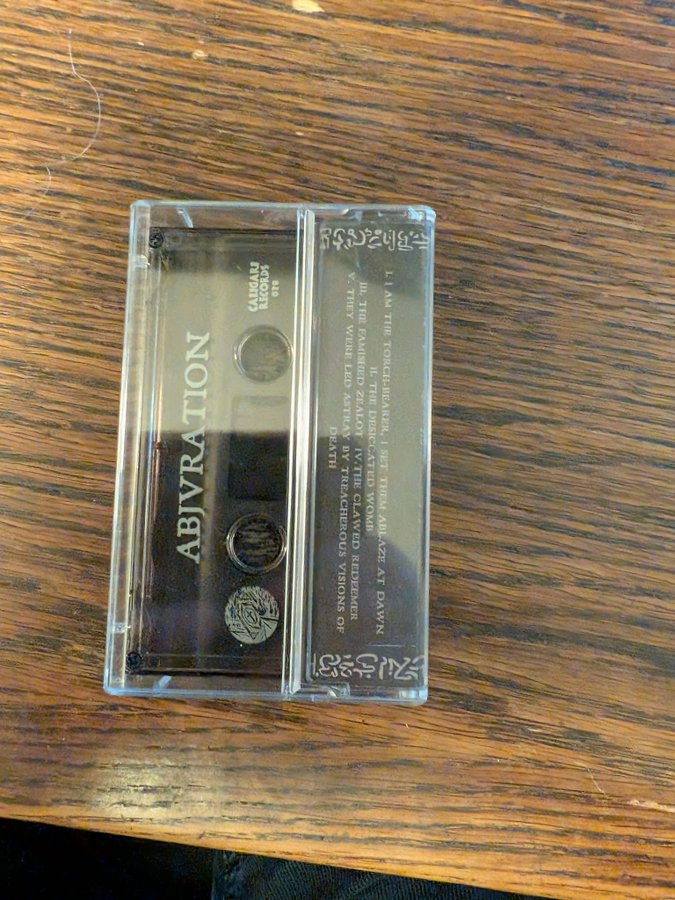 ABJVRATION
CALIGARI
RECORDS
028
I. I AM THE TORCH-BEARER, I SET THEM ABLAZE AT DAWN
II. THE DESICCATED WOMB
III. THE FAMISHED ZEALOT IV. THE CLAWED REDEEMER
V. THEY WERE LED ASTRAY BY TREACHEROUS VISIONS OF
DEATH